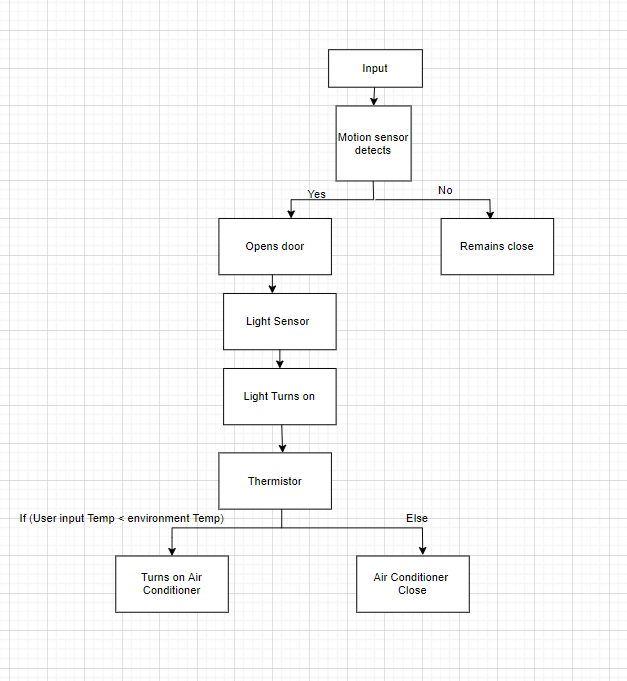 Input
Motion sensor
detects
Yes
No
Opens door
Remains close
Light Sensor
Light Turns on
Thermistor
If (User input Temp < environment Temp)
Else
Turns on Air
Conditioner
Air Conditioner
Close